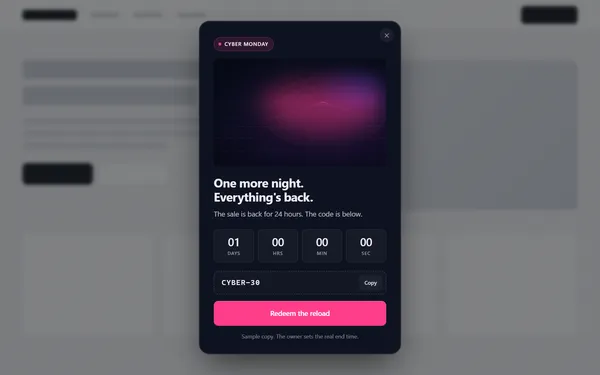 CYBER MONDAY
One more night.
Everything's back.
The sale is back for 24 hours. The code is below.
01 00 00 00
DAYS HRS MIN SEC
CYBER-30 Copy
Redeem the reload
Sample copy. The owner sets the real end time.